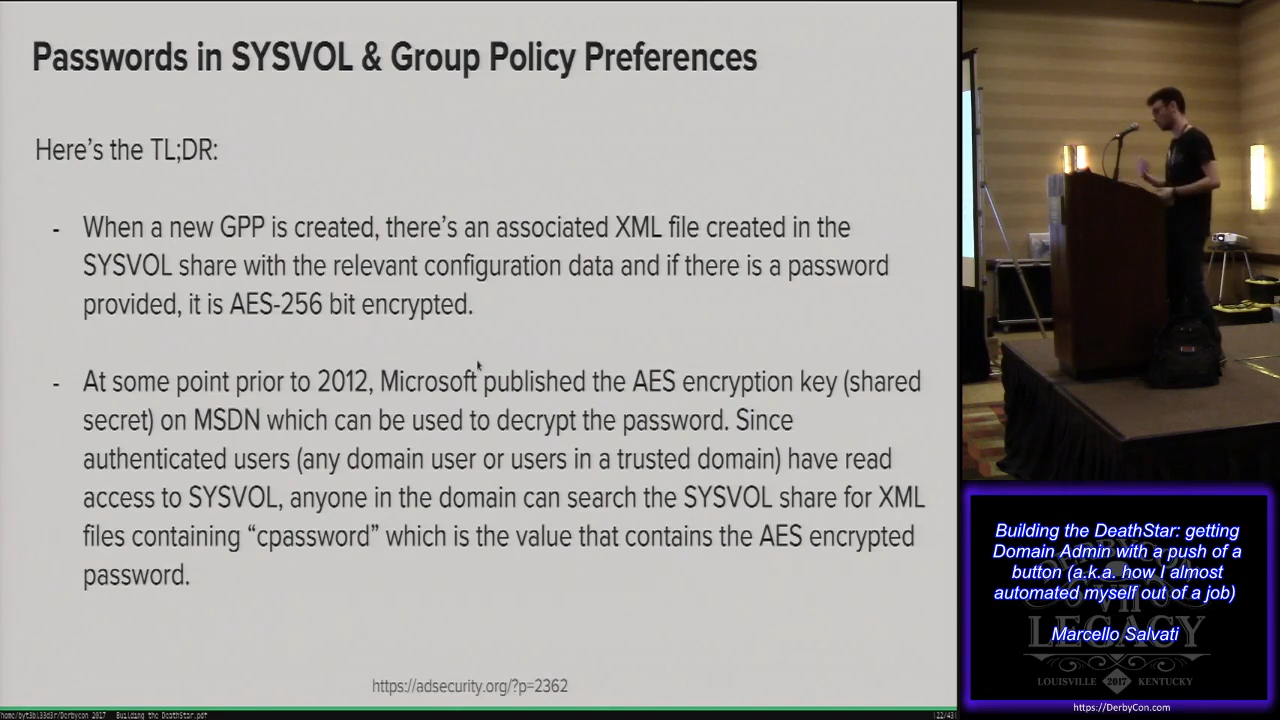 Passwords in SYSVOL & Group Policy Preferences
Here's the TL;DR:
- When a new GPP is created, there's an associated XML file created in the
SYSVOL share with the relevant configuration data and if there is a password
provided, it is AES-256 bit encrypted.
- At some point prior to 2012, Microsoft published the AES encryption key (shared
secret) on MSDN which can be used to decrypt the password. Since
authenticated users (any domain user or users in a trusted domain) have read
access to SYSVOL, anyone in the domain can search the SYSVOL share for XML
files containing “cpassword” which is the value that contains the AES encrypted
password.
https://adsecurity.org/?p=2362
Building the DeathStar: getting
Domain Admin with a push of a
button (a.k.a. how I almost
automated myself out of a job)
Marcello Salvati
LEGACY
LOUISVILLE 2017 KENTUCKY
https://DerbyCon.com